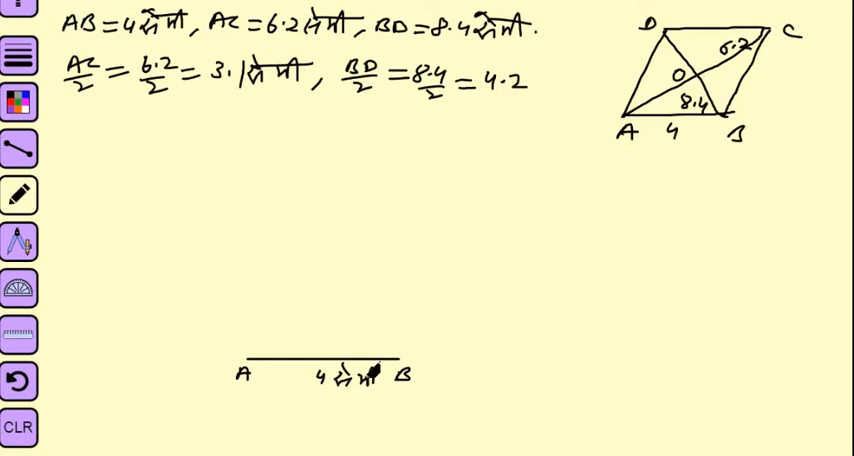 AB=4 सेमी, AC=6.2 सेमी, BD=8.4 सेमी.
AC/2 = 6.2/2 = 3.1 सेमी, BD/2 = 8.4/2 = 4.2
D C
6.2
O
8.4
A 4 B
A 4 सेमी B
CLR